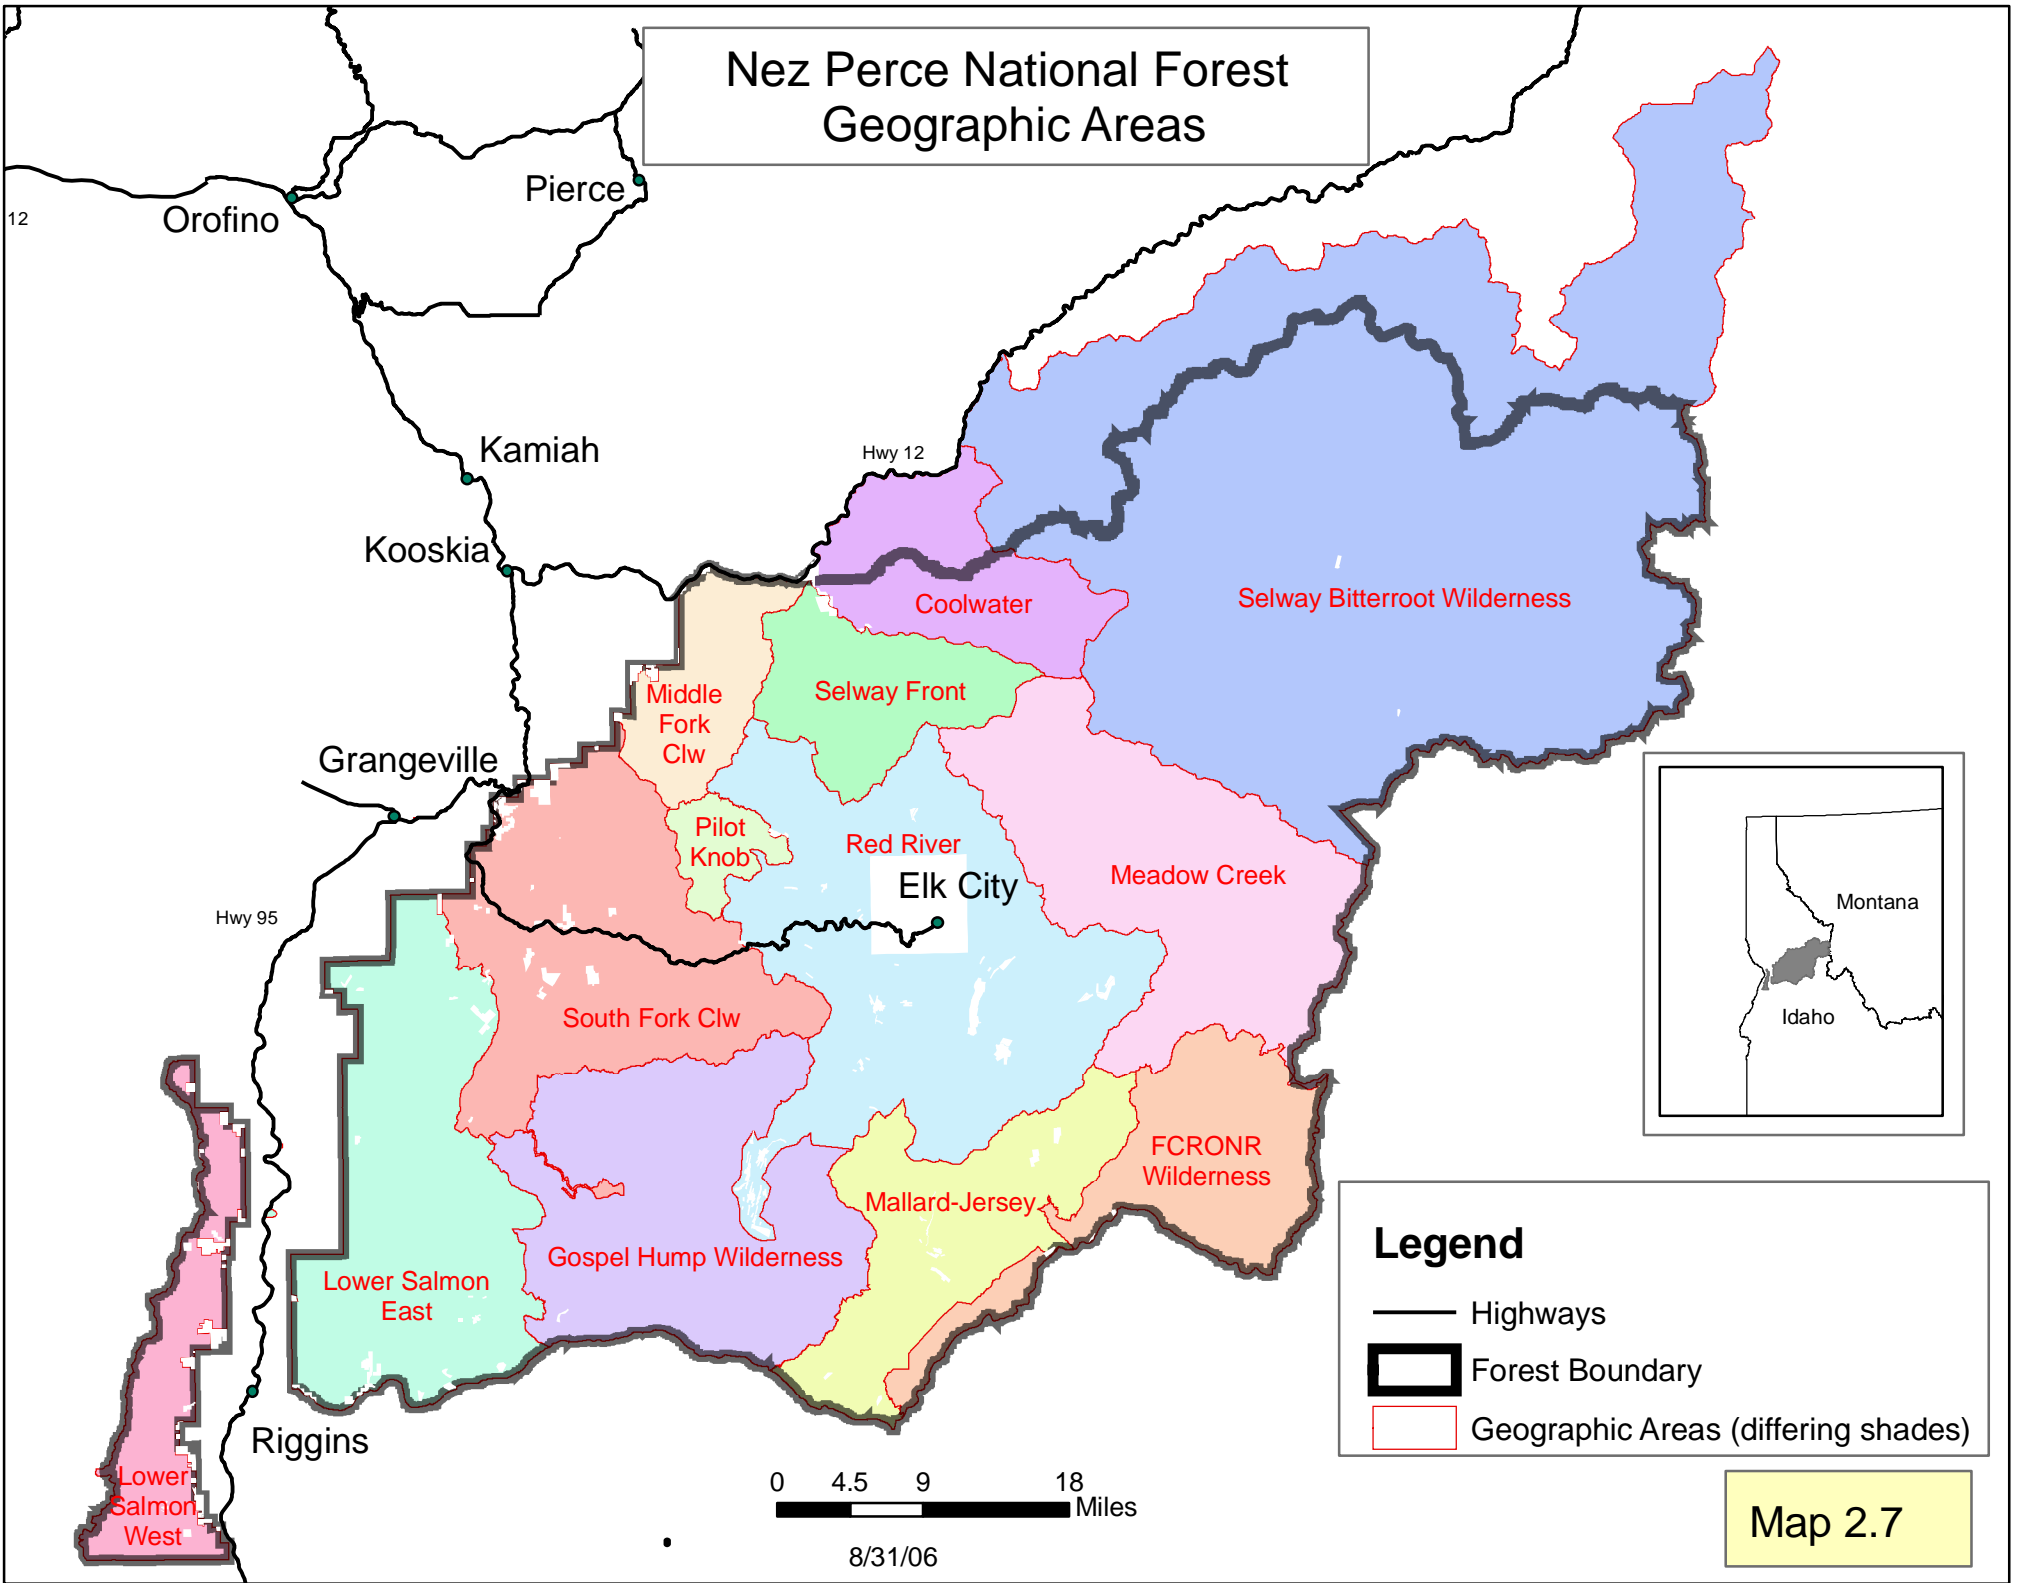 Nez Perce National Forest
Geographic Areas
Pierce
Orofino
12
Kamiah
Hwy 12
Kooskia
Coolwater
Selway Bitterroot Wilderness
Middle
Fork
Clw
Selway Front
Grangeville
Pilot
Knob
Red River
Elk City
Meadow Creek
Hwy 95
Montana
Idaho
South Fork Clw
FCRONR
Wilderness
Mallard-Jersey
Gospel Hump Wilderness
Lower Salmon
East
Legend
Highways
Forest Boundary
Geographic Areas (differing shades)
Riggins
Lower
Salmon
West
0 4.5 9 18
Miles
8/31/06
Map 2.7